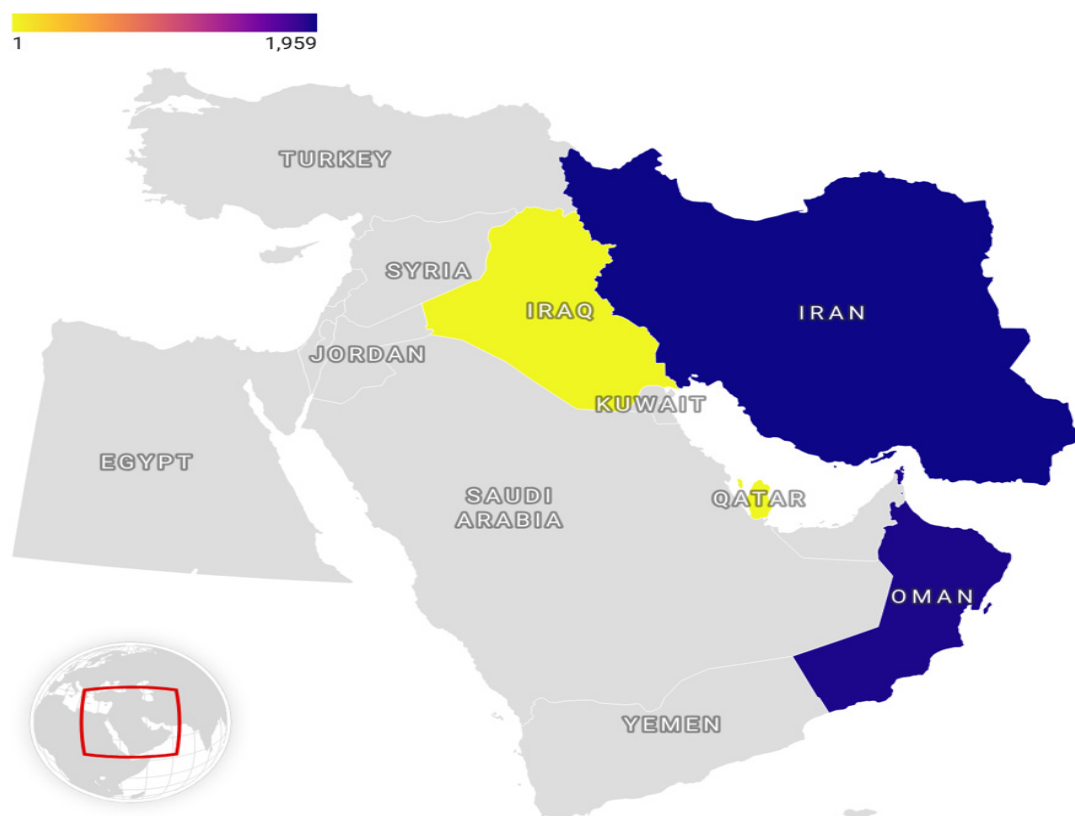 1 1,959
TURKEY
SYRIA
IRAQ
IRAN
JORDAN
KUWAIT
EGYPT
SAUDI
ARABIA
QATAR
OMAN
YEMEN